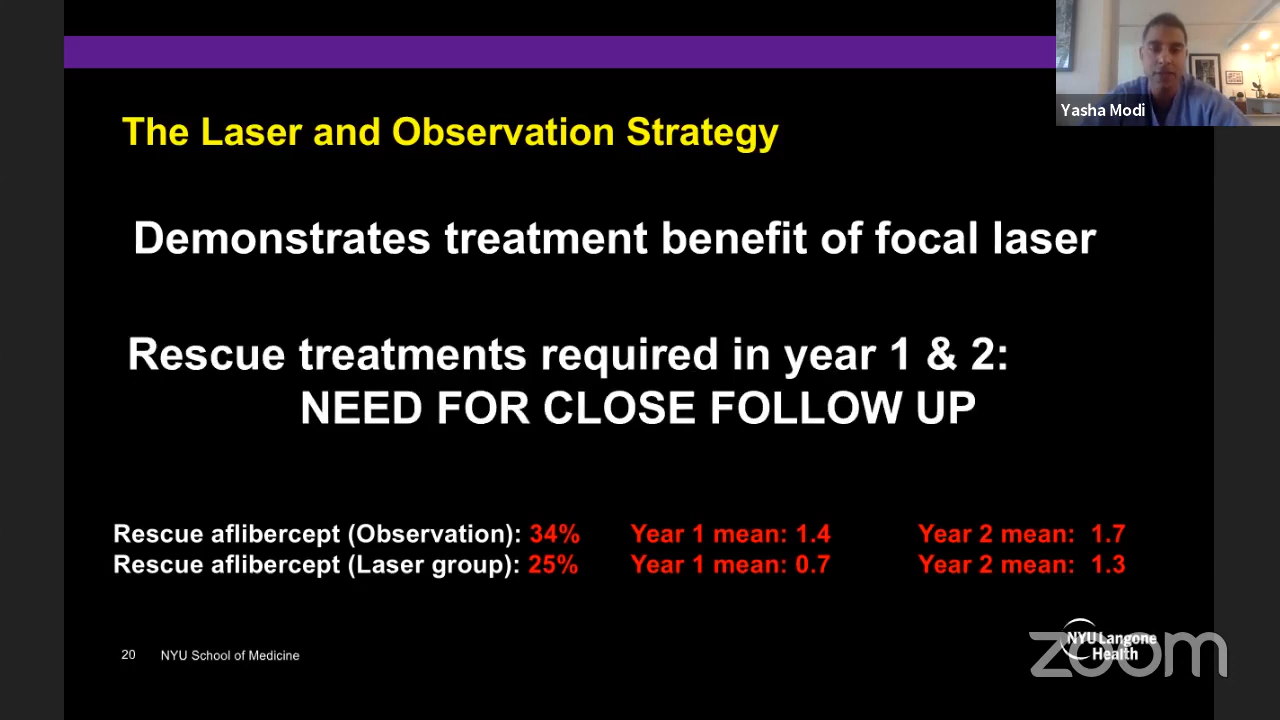 Yasha Modi
The Laser and Observation Strategy
Demonstrates treatment benefit of focal laser
Rescue treatments required in year 1 & 2:
NEED FOR CLOSE FOLLOW UP
Rescue aflibercept (Observation): 34% Year 1 mean: 1.4 Year 2 mean: 1.7
Rescue aflibercept (Laser group): 25% Year 1 mean: 0.7 Year 2 mean: 1.3
20 NYU School of Medicine
NYU Langone
Health
zoom